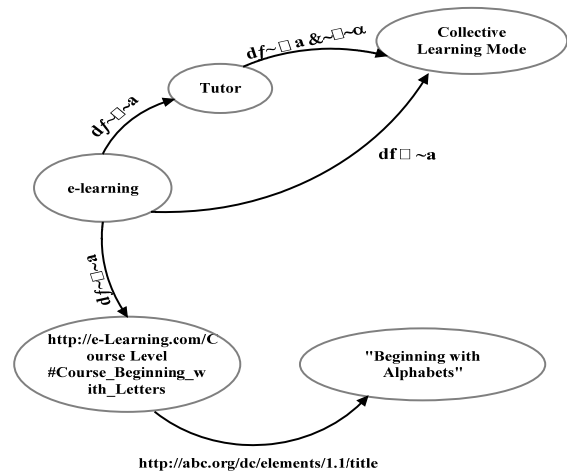 Collective
Learning Mode
df~□ a &~□~α
Tutor
df~□~a
df □ ~a
e-learning
df~□~a
http://e-Learning.com/C
ourse Level
#Course_Beginning_w
ith_Letters
"Beginning with
Alphabets"
http://abc.org/dc/elements/1.1/title